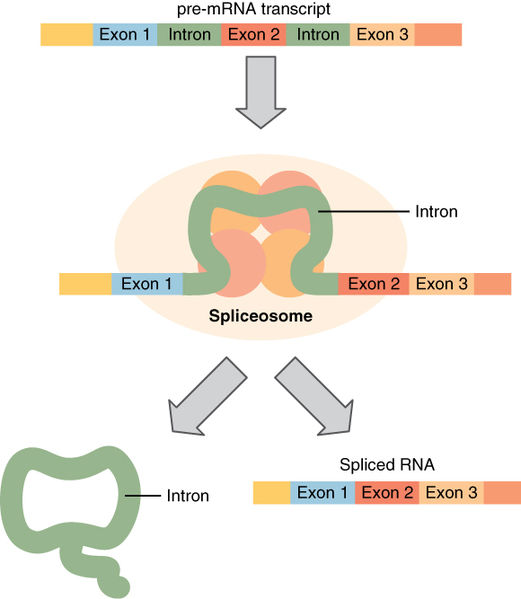 pre-mRNA transcript
Exon 1 Intron Exon 2 Intron Exon 3
Intron
Exon 1 Exon 2 Exon 3
Spliceosome
Spliced RNA
Intron
Exon 1 Exon 2 Exon 3